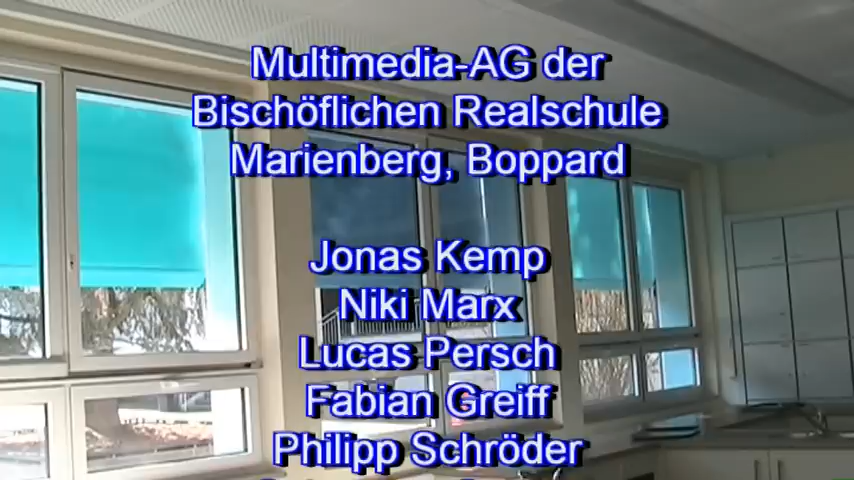 Multimedia-AG der
Bischöflichen Realschule
Marienberg, Boppard
Jonas Kemp
Niki Marx
Lucas Persch
Fabian Greiff
Philipp Schröder